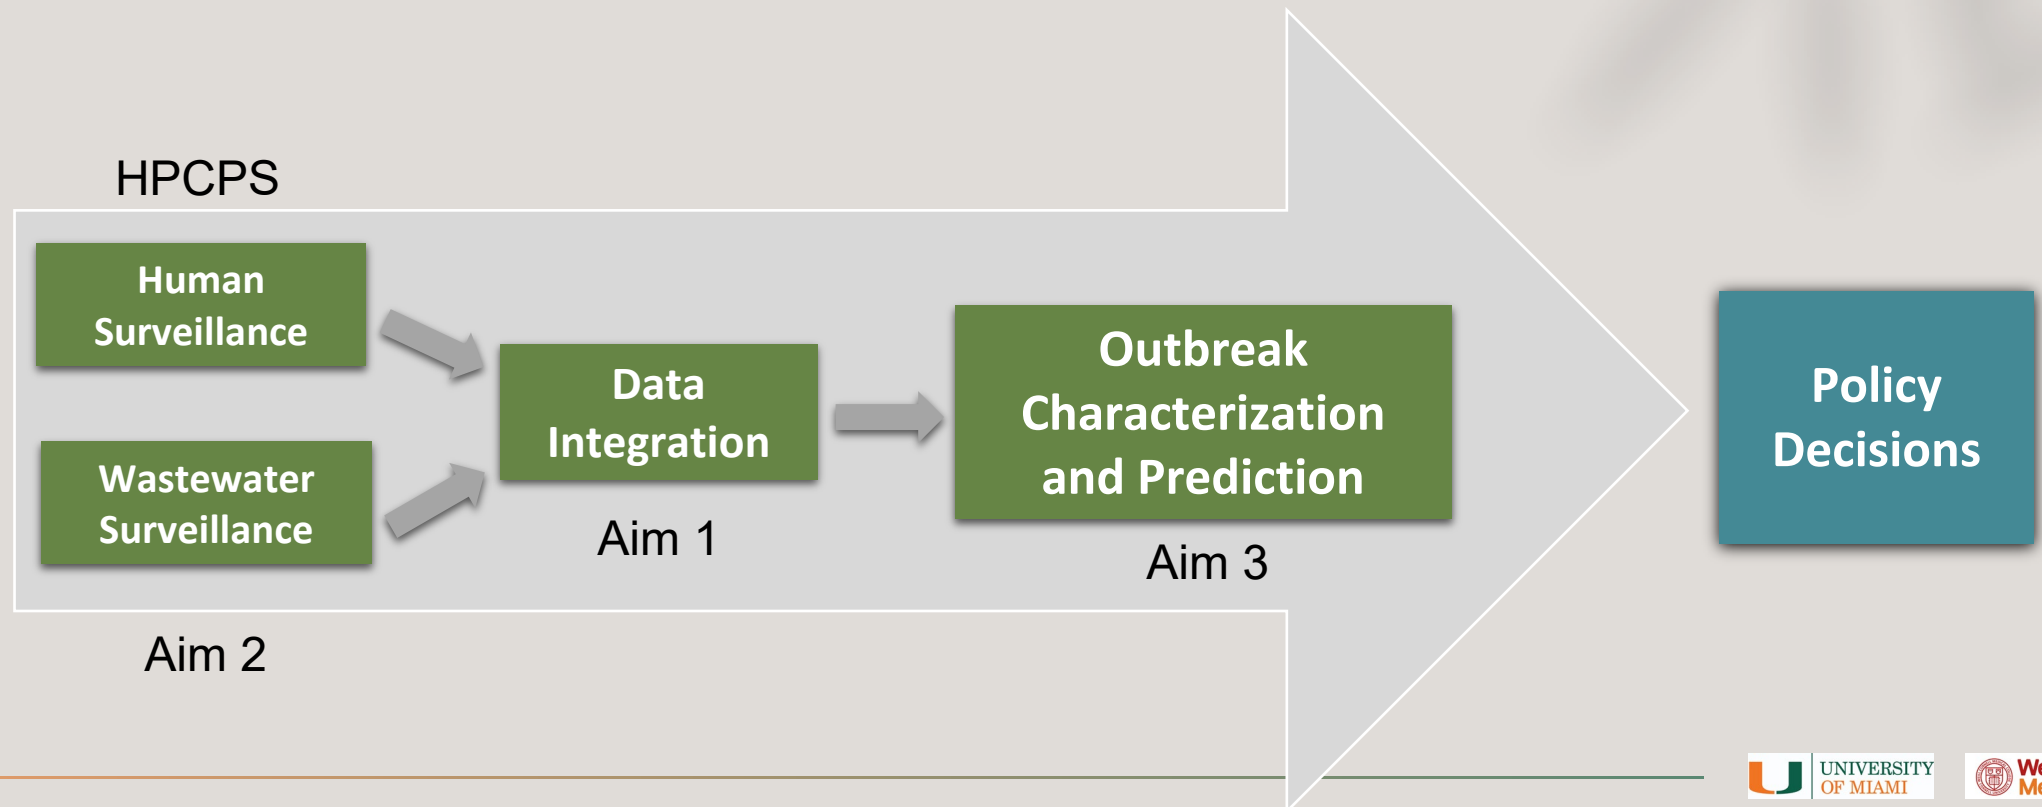 HPCPS
Human
Surveillance
Wastewater
Surveillance
Aim 2
Data
Integration
Aim 1
Outbreak
Characterization
and Prediction
Aim 3
Policy
Decisions
UNIVERSITY
OF MIAMI